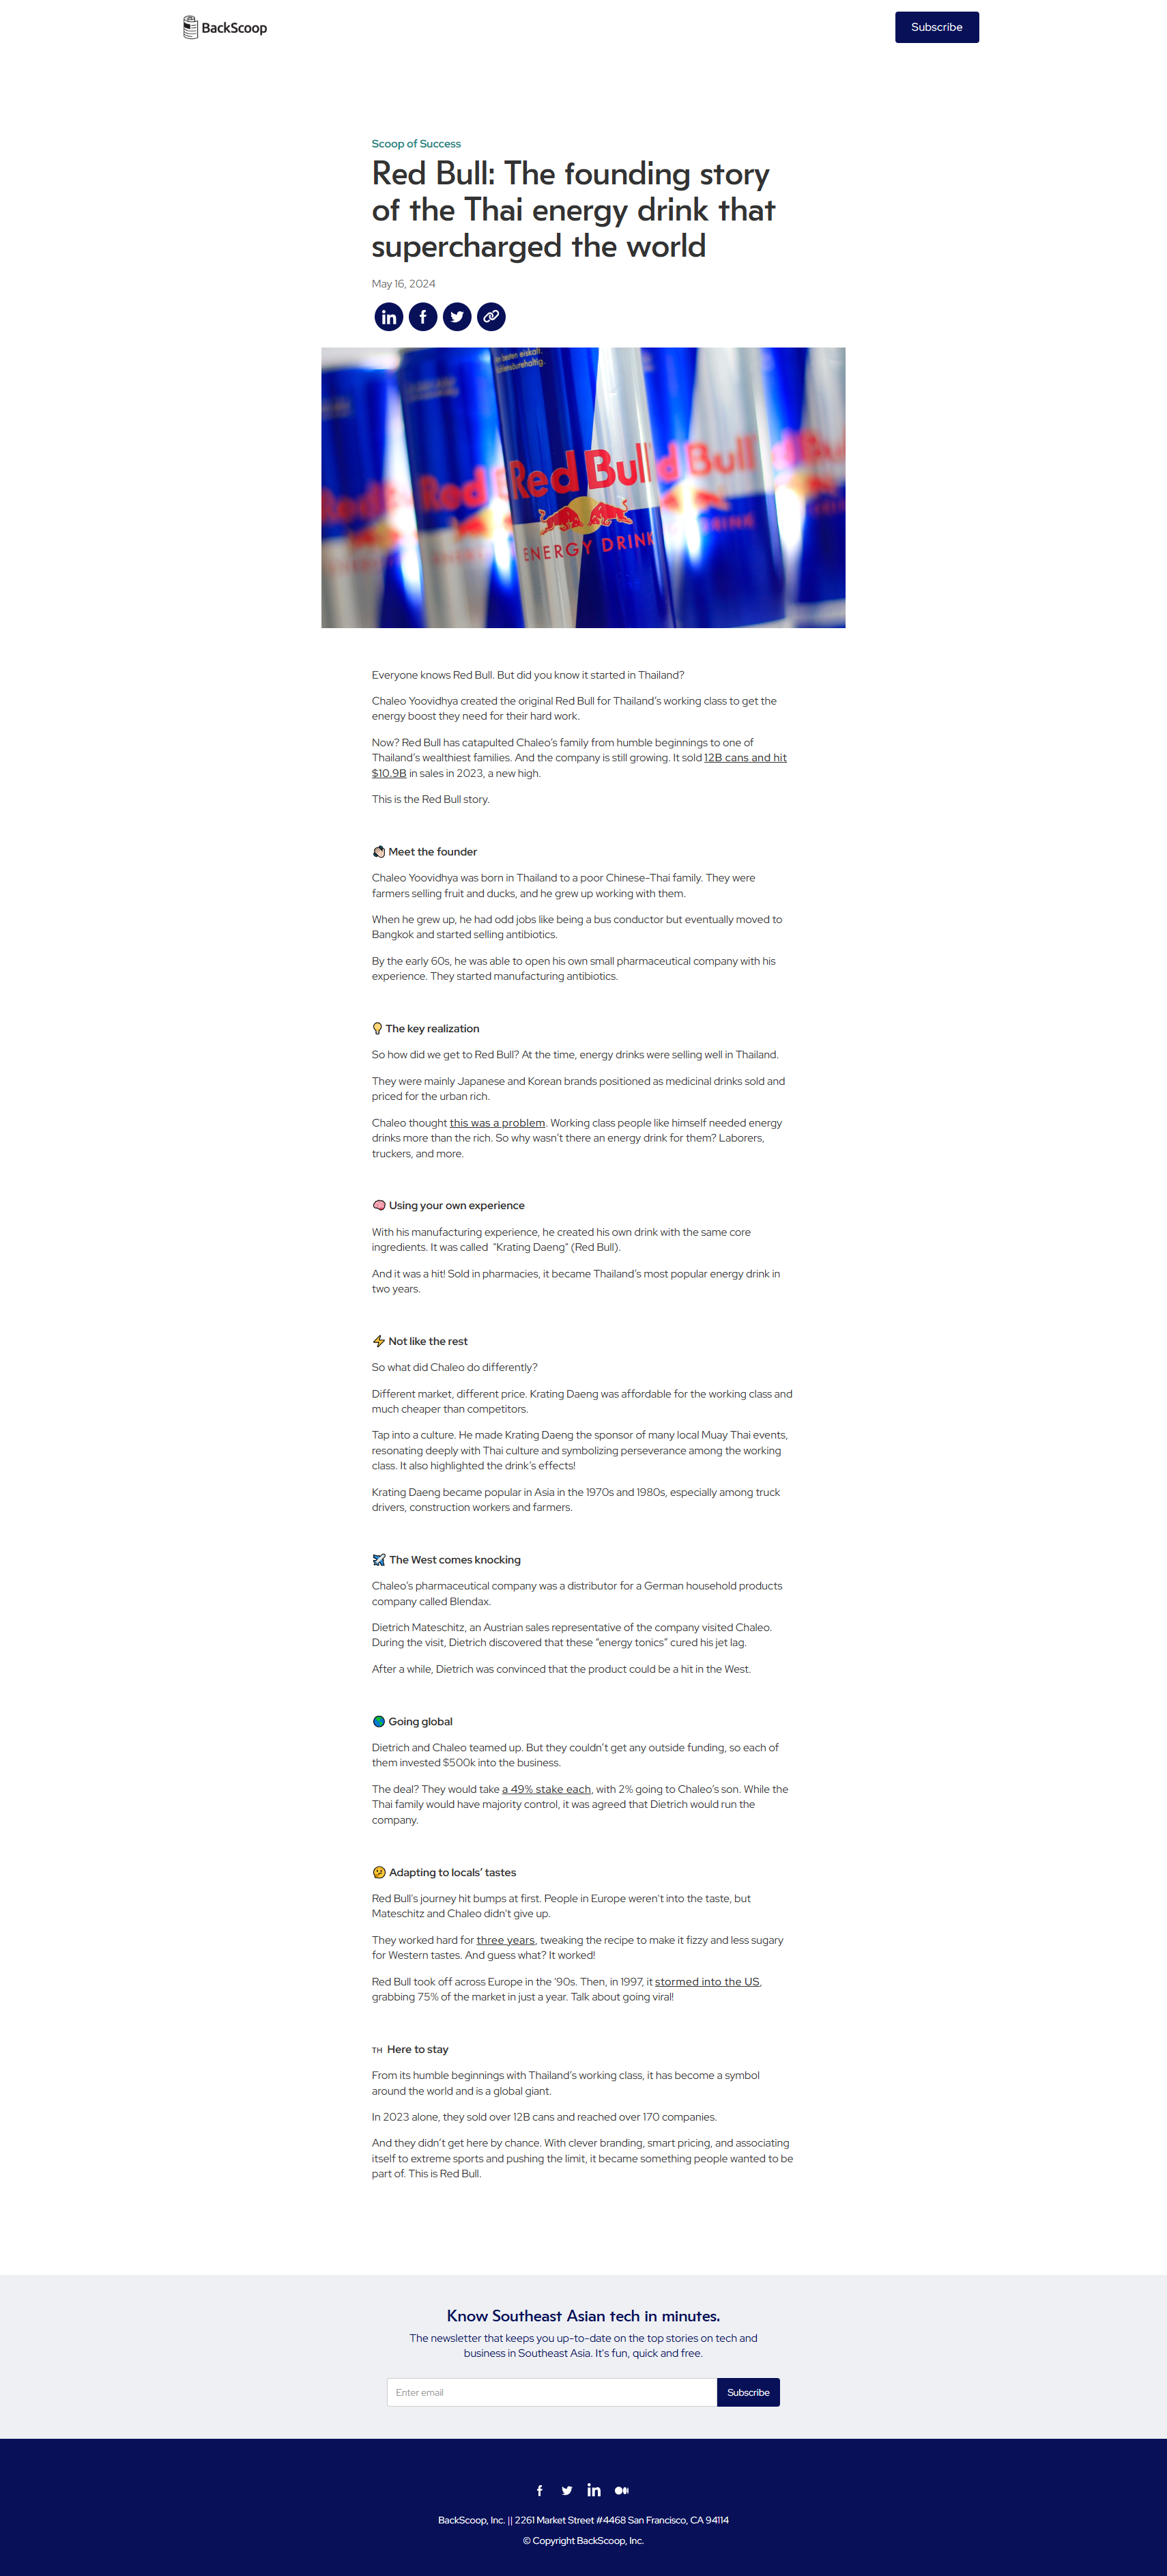 BackScoop
Subscribe
Scoop of Success
Red Bull: The founding story
of the Thai energy drink that
supercharged the world
May 16, 2024
Red Bull
ENERGY DRINK
Everyone knows Red Bull. But did you know it started in Thailand?
Chaleo Yoovidhya created the original Red Bull for Thailand’s working class to get the
energy boost they need for their hard work.
Now? Red Bull has catapulted Chaleo’s family from humble beginnings to one of
Thailand’s wealthiest families. And the company is still growing. It sold 12B cans and hit
$10.9B in sales in 2023, a new high.
This is the Red Bull story.
Meet the founder
Chaleo Yoovidhya was born in Thailand to a poor Chinese-Thai family. They were
farmers selling fruit and ducks, and he grew up working with them.
When he grew up, he had odd jobs like being a bus conductor but eventually moved to
Bangkok and started selling antibiotics.
By the early 60s, he was able to open his own small pharmaceutical company with his
experience. They started manufacturing antibiotics.
The key realization
So how did we get to Red Bull? At the time, energy drinks were selling well in Thailand.
They were mainly Japanese and Korean brands positioned as medicinal drinks sold and
priced for the urban rich.
Chaleo thought this was a problem. Working class people like himself needed energy
drinks more than the rich. So why wasn’t there an energy drink for them? Laborers,
truckers, and more.
Using your own experience
With his manufacturing experience, he created his own drink with the same core
ingredients. It was called "Krating Daeng" (Red Bull).
And it was a hit! Sold in pharmacies, it became Thailand’s most popular energy drink in
two years.
Not like the rest
So what did Chaleo do differently?
Different market, different price. Krating Daeng was affordable for the working class and
much cheaper than competitors.
Tap into a culture. He made Krating Daeng the sponsor of many local Muay Thai events,
resonating deeply with Thai culture and symbolizing perseverance among the working
class. It also highlighted the drink’s effects!
Krating Daeng became popular in Asia in the 1970s and 1980s, especially among truck
drivers, construction workers and farmers.
The West comes knocking
Chaleo’s pharmaceutical company was a distributor for a German household products
company called Blendax.
Dietrich Mateschitz, an Austrian sales representative of the company visited Chaleo.
During the visit, Dietrich discovered that these “energy tonics” cured his jet lag.
After a while, Dietrich was convinced that the product could be a hit in the West.
Going global
Dietrich and Chaleo teamed up. But they couldn’t get any outside funding, so each of
them invested $500k into the business.
The deal? They would take a 49% stake each, with 2% going to Chaleo’s son. While the
Thai family would have majority control, it was agreed that Dietrich would run the
company.
Adapting to locals’ tastes
Red Bull's journey hit bumps at first. People in Europe weren't into the taste, but
Mateschitz and Chaleo didn't give up.
They worked hard for three years, tweaking the recipe to make it fizzy and less sugary
for Western tastes. And guess what? It worked!
Red Bull took off across Europe in the '90s. Then, in 1997, it stormed into the US,
grabbing 75% of the market in just a year. Talk about going viral!
TH Here to stay
From its humble beginnings with Thailand’s working class, it has become a symbol
around the world and is a global giant.
In 2023 alone, they sold over 12B cans and reached over 170 companies.
And they didn’t get here by chance. With clever branding, smart pricing, and associating
itself to extreme sports and pushing the limit, it became something people wanted to be
part of. This is Red Bull.
Know Southeast Asian tech in minutes.
The newsletter that keeps you up-to-date on the top stories on tech and
business in Southeast Asia. It's fun, quick and free.
Enter email
Subscribe
BackScoop, Inc. || 2261 Market Street #4468 San Francisco, CA 94114
© Copyright BackScoop, Inc.